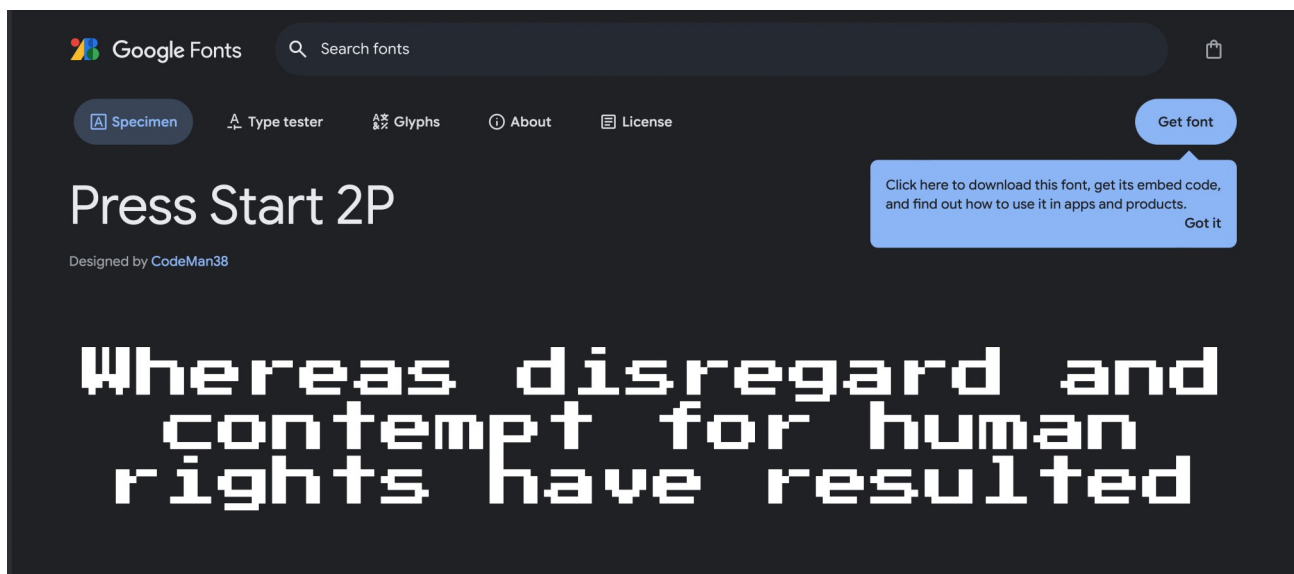 Google Fonts Search fonts
Specimen Type tester Glyphs About License Get font
Click here to download this font, get its embed code,
and find out how to use it in apps and products.
Got it
Press Start 2P
Designed by CodeMan38
Whereas disregard and
contempt for human
rights have resulted